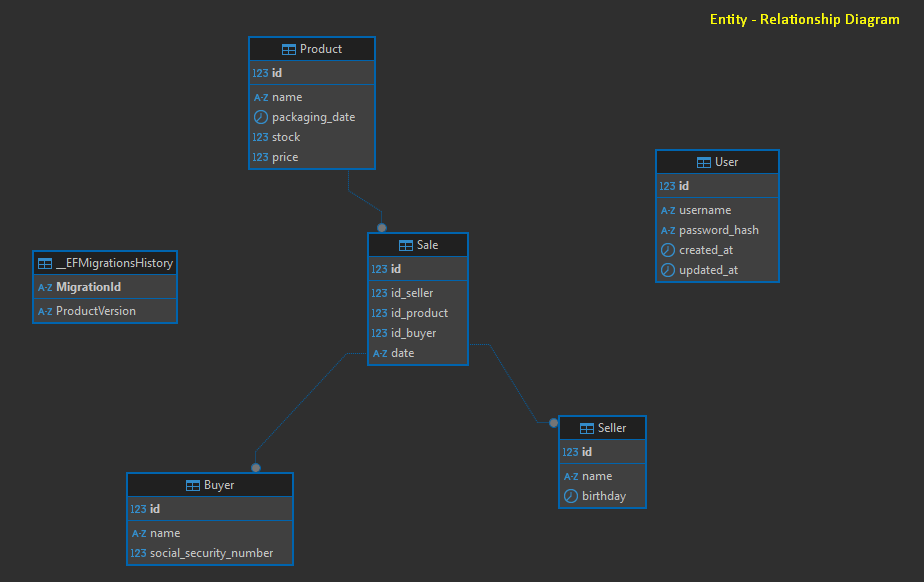 Entity - Relationship Diagram
Product
123 id
A-Z name
packaging_date
123 stock
123 price
User
123 id
A-Z username
A-Z password_hash
created_at
updated_at
Sale
123 id
123 id_seller
123 id_product
123 id_buyer
A-Z date
__EFMigrationsHistory
A-Z MigrationId
A-Z ProductVersion
Seller
123 id
A-Z name
birthday
Buyer
123 id
A-Z name
123 social_security_number